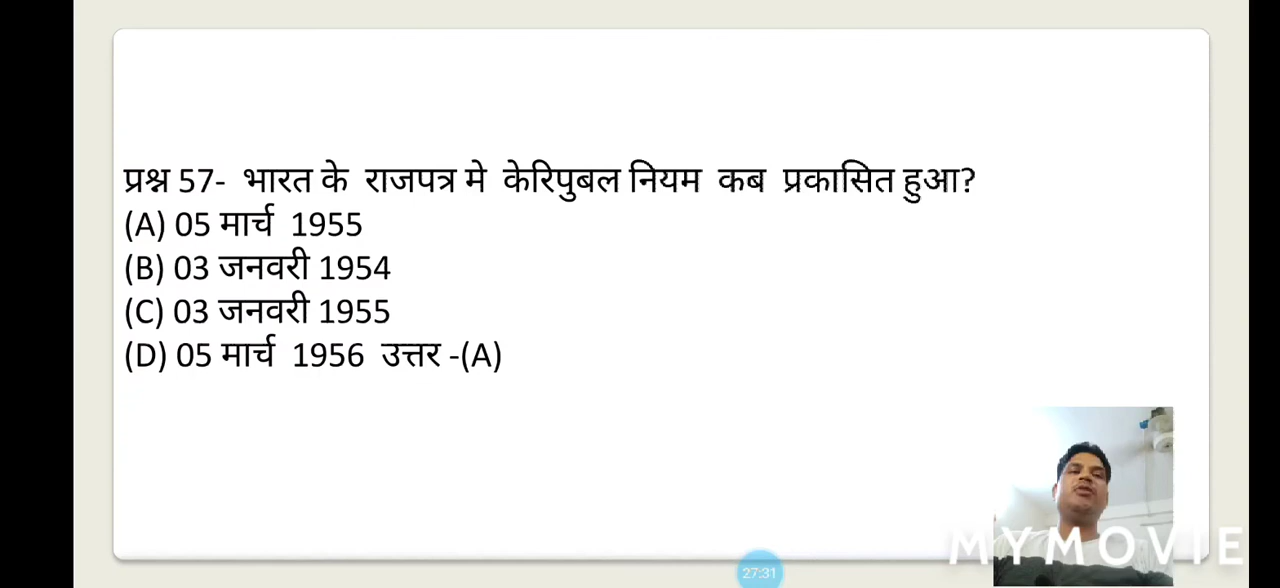 प्रश्न 57- भारत के राजपत्र मे केरिपुबल नियम कब प्रकासित हुआ?
(A) 05 मार्च 1955
(B) 03 जनवरी 1954
(C) 03 जनवरी 1955
(D) 05 मार्च 1956 उत्तर -(A)
MYMOVIE
27:31